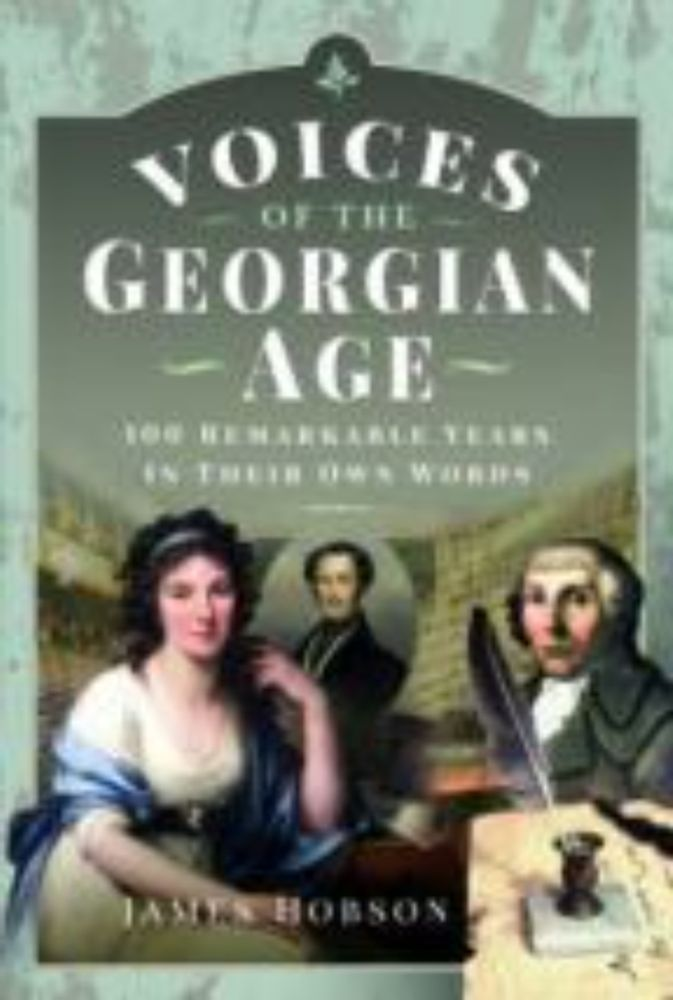 VOICES
OF THE
GEORGIAN
AGE
100 REMARKABLE YEARS
IN THEIR OWN WORDS
JAMES HOBSON